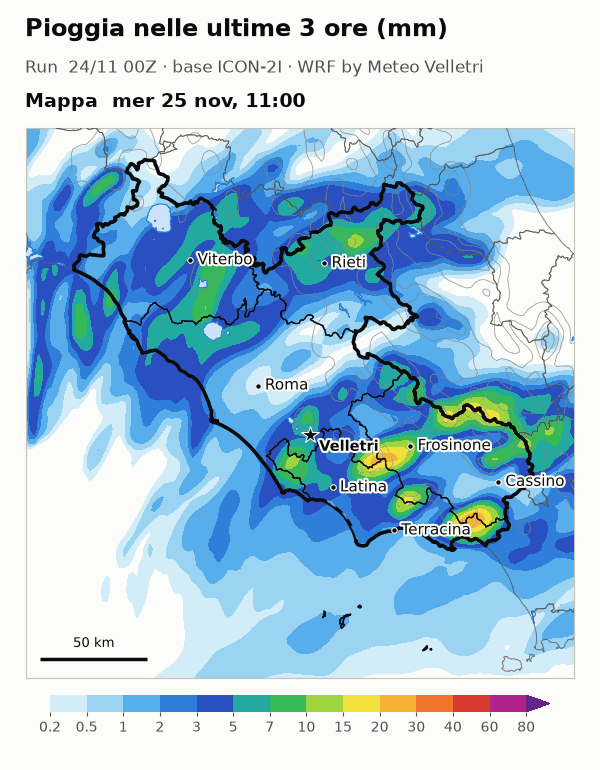 Pioggia nelle ultime 3 ore (mm)
Run  24/11 00Z · base ICON-2I · WRF by Meteo Velletri
Mappa  mer 25 nov, 11:00
Viterbo
Rieti
Roma
Velletri
Frosinone
Latina
Cassino
Terracina
50 km
0.2 0.5 1 2 3 5 7 10 15 20 30 40 60 80